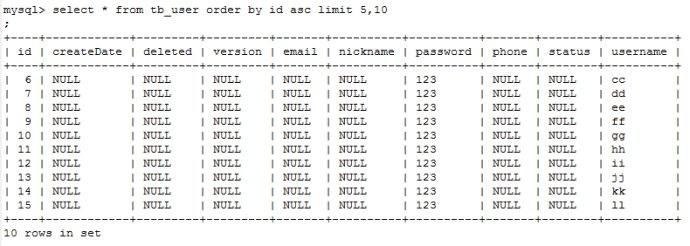 mysql> select * from tb_user order by id asc limit 5,10
;
+----+------------+---------+---------+-------+----------+----------+-------+--------+----------+
| id | createDate | deleted | version | email | nickname | password | phone | status | username |
+----+------------+---------+---------+-------+----------+----------+-------+--------+----------+
|  6 | NULL       | NULL    | NULL    | NULL  | NULL     | 123      | NULL  | NULL   | cc       |
|  7 | NULL       | NULL    | NULL    | NULL  | NULL     | 123      | NULL  | NULL   | dd       |
|  8 | NULL       | NULL    | NULL    | NULL  | NULL     | 123      | NULL  | NULL   | ee       |
|  9 | NULL       | NULL    | NULL    | NULL  | NULL     | 123      | NULL  | NULL   | ff       |
| 10 | NULL       | NULL    | NULL    | NULL  | NULL     | 123      | NULL  | NULL   | gg       |
| 11 | NULL       | NULL    | NULL    | NULL  | NULL     | 123      | NULL  | NULL   | hh       |
| 12 | NULL       | NULL    | NULL    | NULL  | NULL     | 123      | NULL  | NULL   | ii       |
| 13 | NULL       | NULL    | NULL    | NULL  | NULL     | 123      | NULL  | NULL   | jj       |
| 14 | NULL       | NULL    | NULL    | NULL  | NULL     | 123      | NULL  | NULL   | kk       |
| 15 | NULL       | NULL    | NULL    | NULL  | NULL     | 123      | NULL  | NULL   | ll       |
+----+------------+---------+---------+-------+----------+----------+-------+--------+----------+
10 rows in set